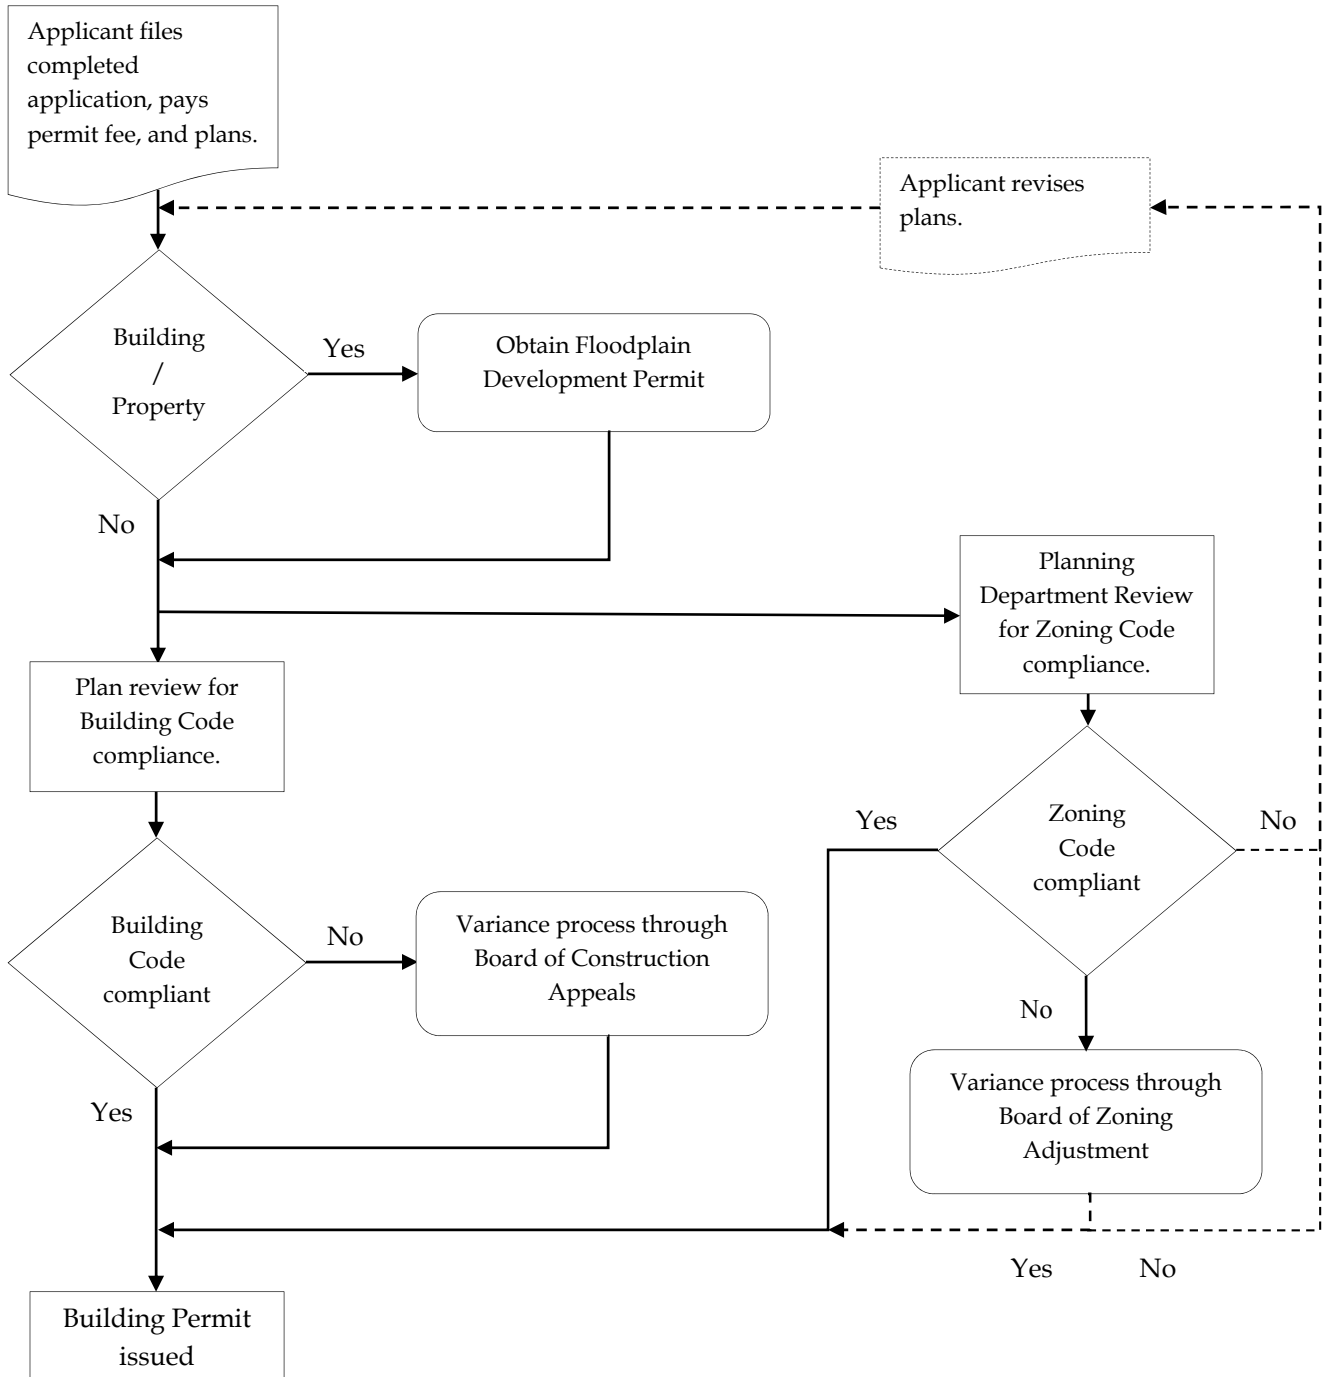 Applicant files
completed
application, pays
permit fee, and plans.
Applicant revises
plans.
Building
/
Property
Yes
Obtain Floodplain
Development Permit
No
Planning
Department Review
for Zoning Code
compliance.
Plan review for
Building Code
compliance.
Yes
Zoning
Code
compliant
No
Building
Code
compliant
No
Variance process through
Board of Construction
Appeals
No
Variance process through
Board of Zoning
Adjustment
Yes
Yes
No
Building Permit
issued